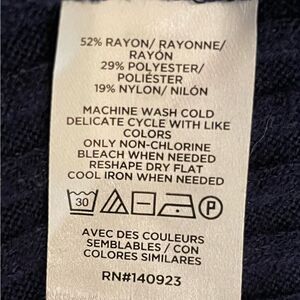 52% RAYON/ RAYONNE/
RAYÓN
29% POLYESTER/
POLIÉSTER
19% NYLON/ NILÓN
MACHINE WASH COLD
DELICATE CYCLE WITH LIKE
COLORS
ONLY NON-CHLORINE
BLEACH WHEN NEEDED
RESHAPE DRY FLAT
COOL IRON WHEN NEEDED
30 P
AVEC DES COULEURS
SEMBLABLES / CON
COLORES SIMILARES
RN#140923